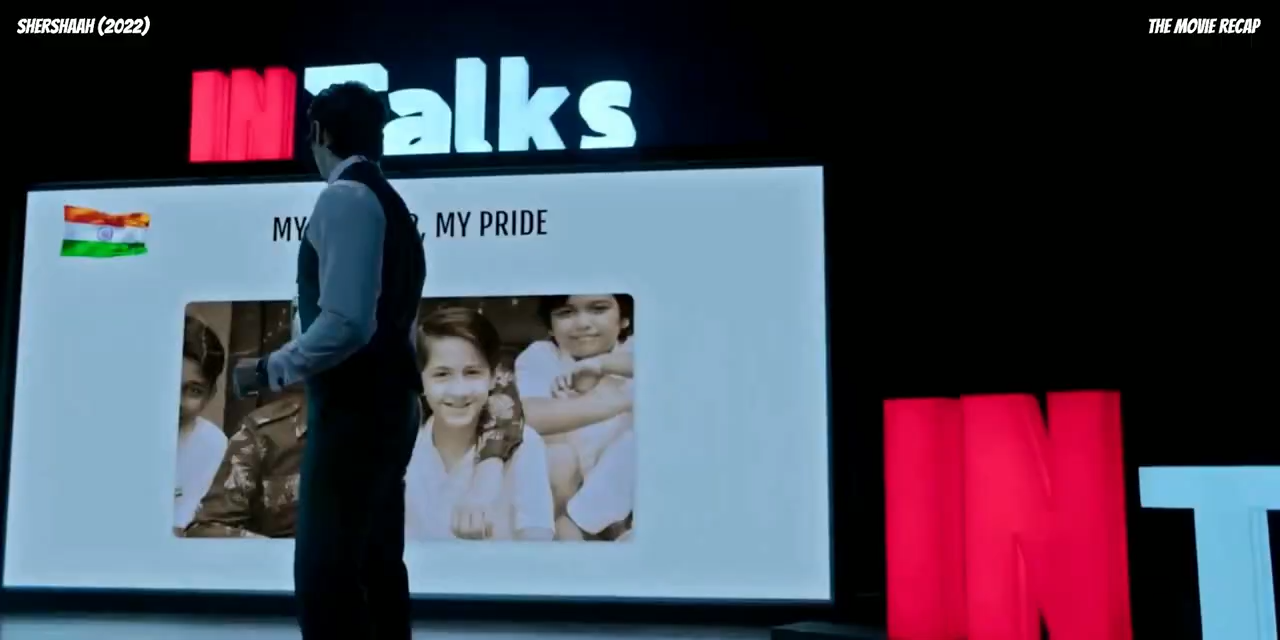 SHERSHAAH (2022)
THE MOVIE RECAP
INTalks
MY, MY PRIDE
IN T